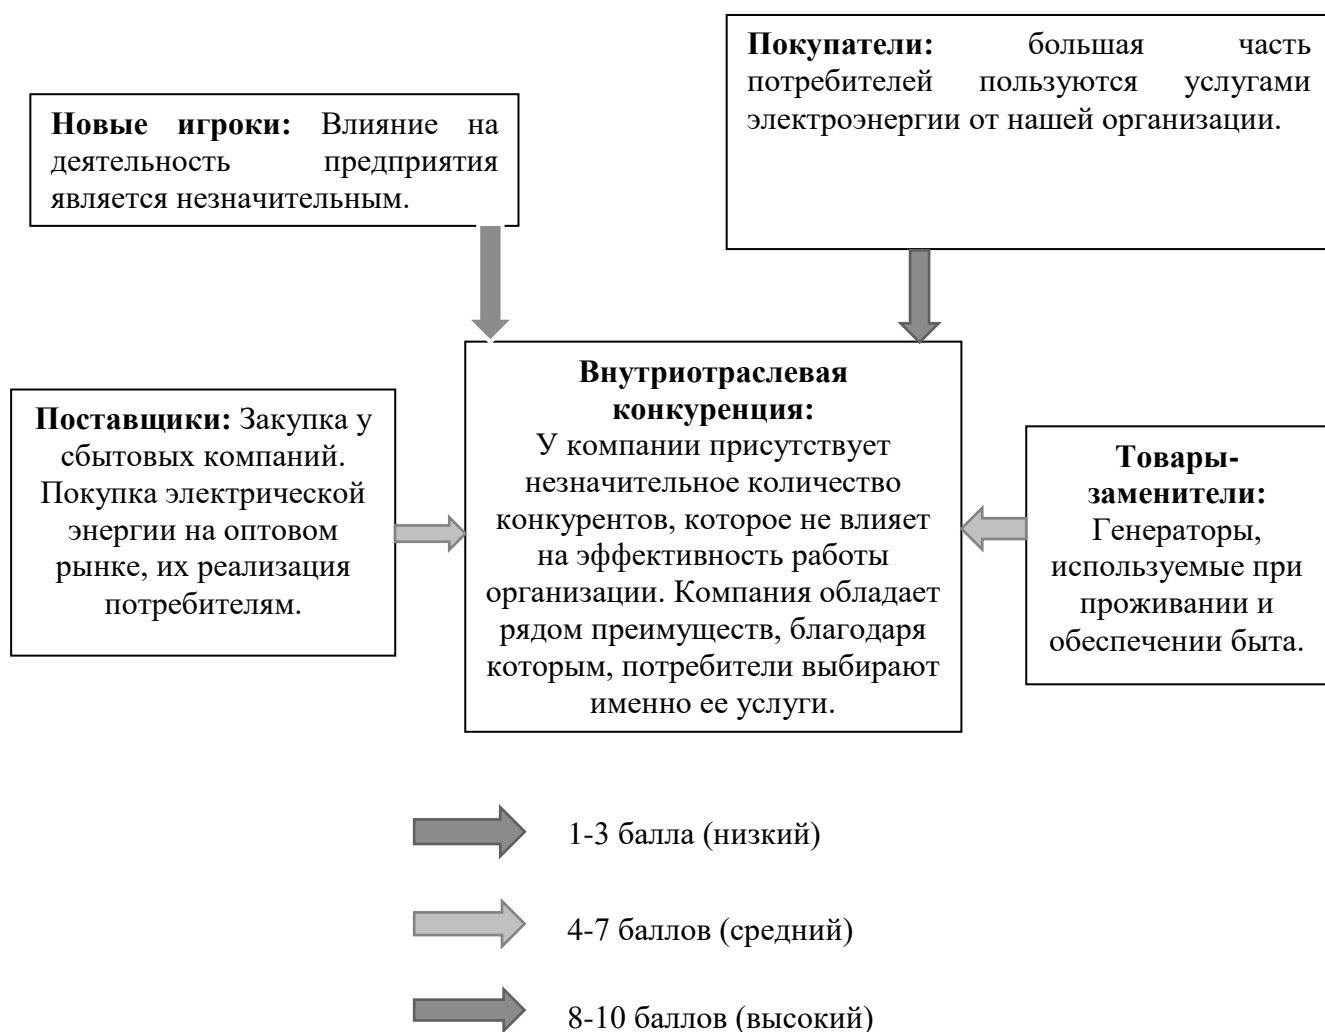 Новые игроки: Влияние на
деятельность предприятия
является незначительным.
Покупатели: большая часть
потребителей пользуются услугами
электроэнергии от нашей организации.
Поставщики: Закупка у
сбытовых компаний.
Покупка электрической
энергии на оптовом
рынке, их реализация
потребителям.
Внутриотраслевая
конкуренция:
У компании присутствует
незначительное количество
конкурентов, которое не влияет
на эффективность работы
организации. Компания обладает
рядом преимуществ, благодаря
которым, потребители выбирают
именно ее услуги.
Товары-
заменители:
Генераторы,
используемые при
проживании и
обеспечении быта.
1-3 балла (низкий)
4-7 баллов (средний)
8-10 баллов (высокий)